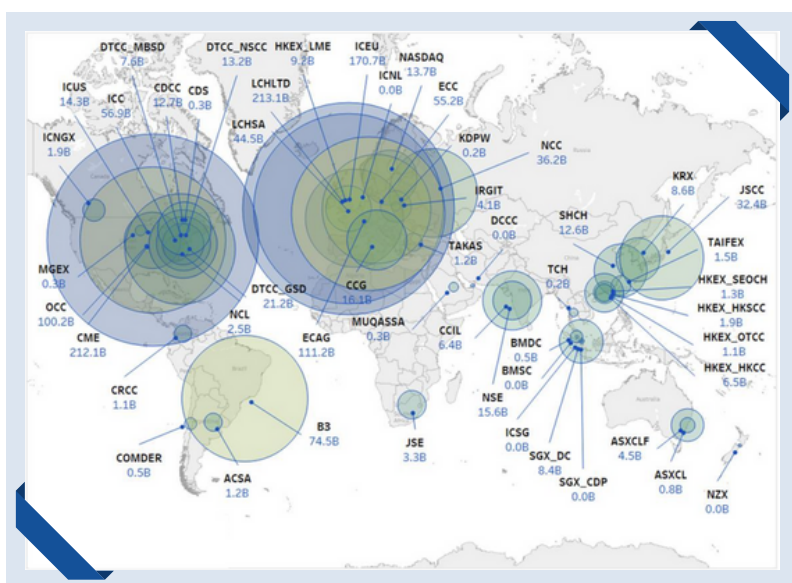 DTCC_MBSD
7.6B
DTCC_NSCC
13.2B
HKEX_LME
9.2B
ICEU
170.7B
NASDAQ
13.7B
ICUS
14.3B
ICC
56.9B
CDCC
12.7B
CDS
0.3B
LCHLTD
213.1B
ICNL
0.0B
ECC
55.2B
ICNGX
1.9B
LCHSA
44.5B
KDPW
0.2B
NCC
36.2B
IRGIT
4.1B
KRX
8.6B
JSCC
32.4B
DCCC
0.0B
SHCH
12.6B
TAKAS
1.2B
TAIFEX
1.5B
MGEX
0.3B
DTCC_GSD
21.2B
CCG
16.1B
TCH
0.2B
HKEX_SEOCH
1.3B
OCC
100.2B
NCL
2.5B
MUQASSA
0.3B
HKEX_HKSCC
1.9B
CME
212.1B
ECAG
111.2B
CCIL
6.4B
BMDC
0.5B
HKEX_OTCC
1.1B
BMSC
0.0B
HKEX_HKCC
6.5B
CRCC
1.1B
NSE
15.6B
B3
74.5B
ICSG
0.0B
JSE
3.3B
ASXCLF
4.5B
COMDER
0.5B
SGX_DC
8.4B
ACSA
1.2B
SGX_CDP
0.0B
ASXCL
0.8B
NZX
0.0B
Canada
Russia
China
Brazil
Australia